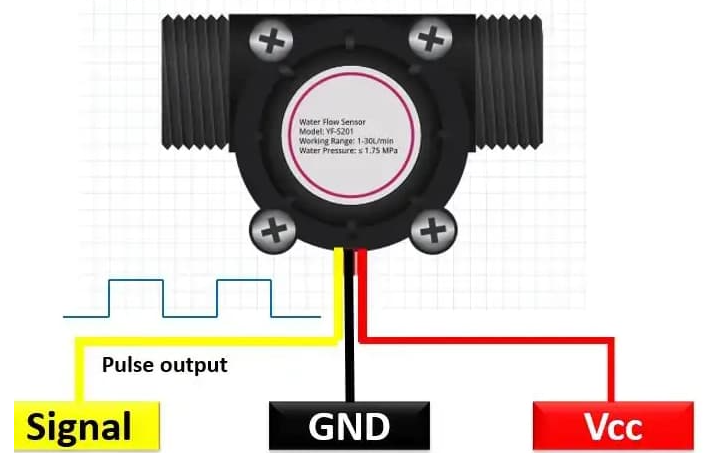 Water Flow Sensor
Model: YF-S201
Working Range: 1-30L/min
Water Pressure: ≤ 1.75 MPa
Pulse output
Signal
GND
Vcc